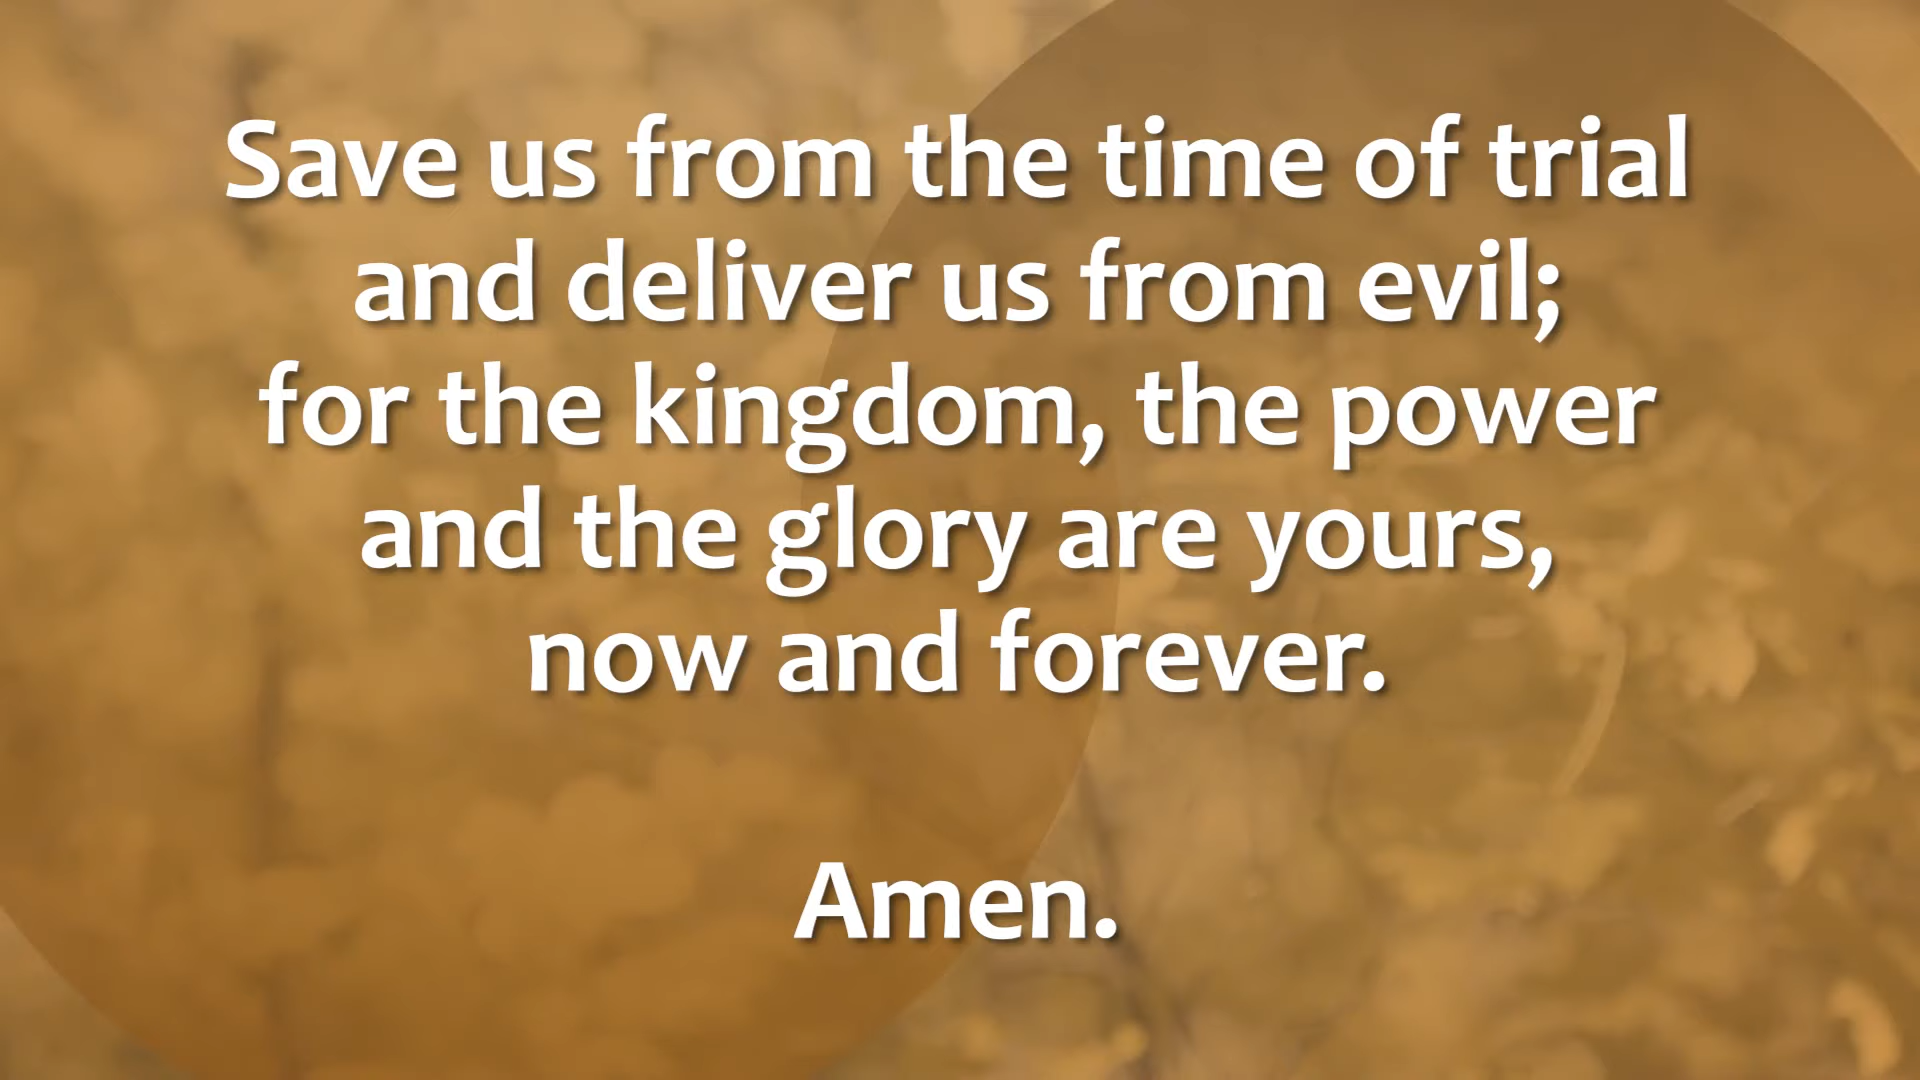 Save us from the time of trial
and deliver us from evil;
for the kingdom, the power
and the glory are yours,
now and forever.
Amen.